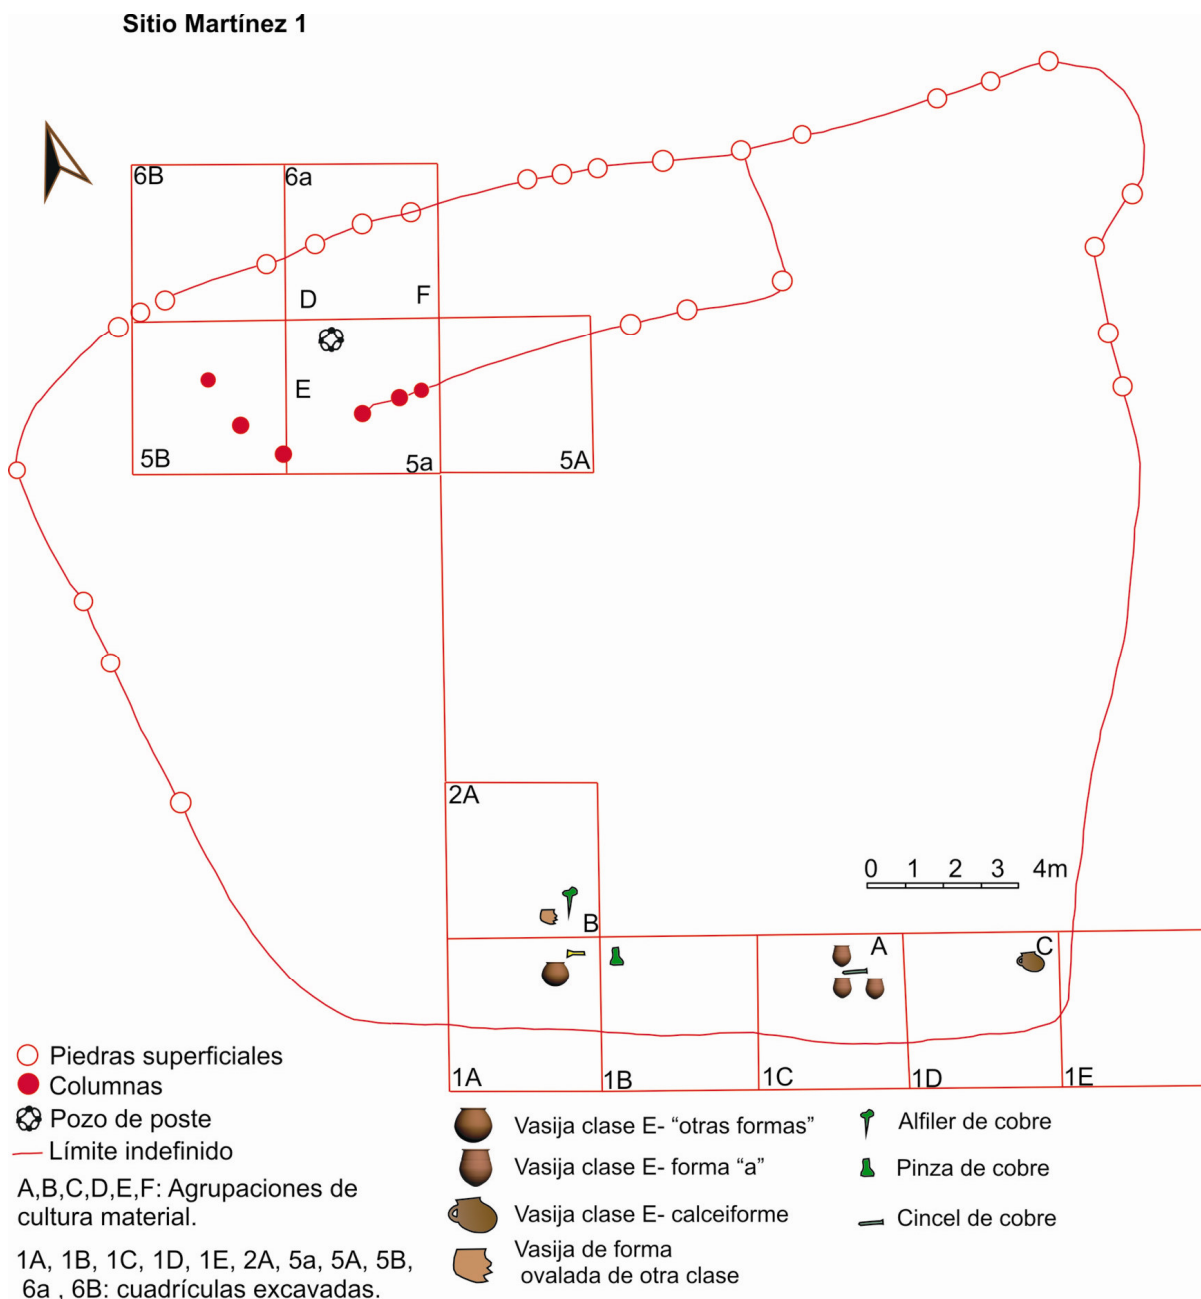 Sitio Martínez 1
6B
6a
D
F
E
5B
5a
5A
2A
0 1 2 3 4m
B
A
C
1A
1B
1C
1D
1E
Piedras superficiales
Columnas
Pozo de poste
Límite indefinido
A,B,C,D,E,F: Agrupaciones de
cultura material.
1A, 1B, 1C, 1D, 1E, 2A, 5a, 5A, 5B,
6a , 6B: cuadrículas excavadas.
Vasija clase E- “otras formas”
Vasija clase E- forma “a”
Vasija clase E- calceiforme
Vasija de forma
ovalada de otra clase
Alfiler de cobre
Pinza de cobre
Cincel de cobre